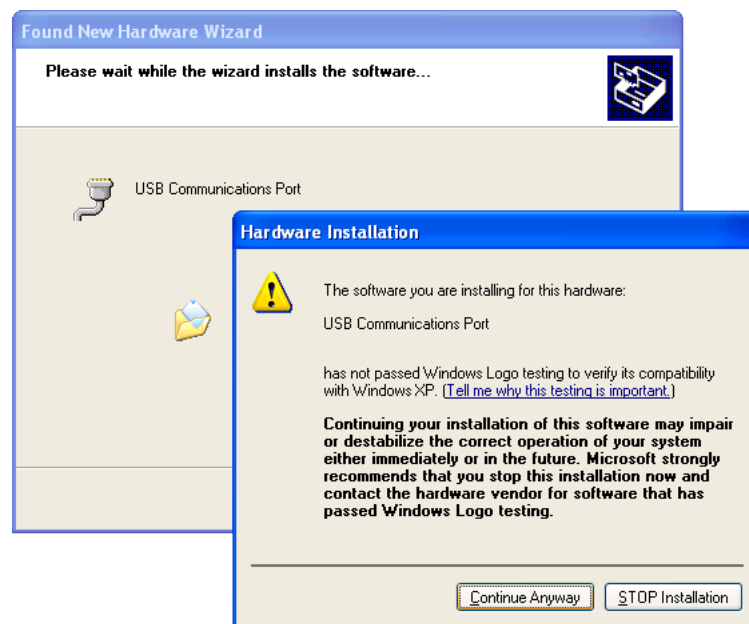 Found New Hardware Wizard
Please wait while the wizard installs the software...
USB Communications Port
Hardware Installation
The software you are installing for this hardware:
USB Communications Port
has not passed Windows Logo testing to verify its compatibility
with Windows XP. (Tell me why this testing is important.)
Continuing your installation of this software may impair
or destabilize the correct operation of your system
either immediately or in the future. Microsoft strongly
recommends that you stop this installation now and
contact the hardware vendor for software that has
passed Windows Logo testing.
Continue Anyway STOP Installation